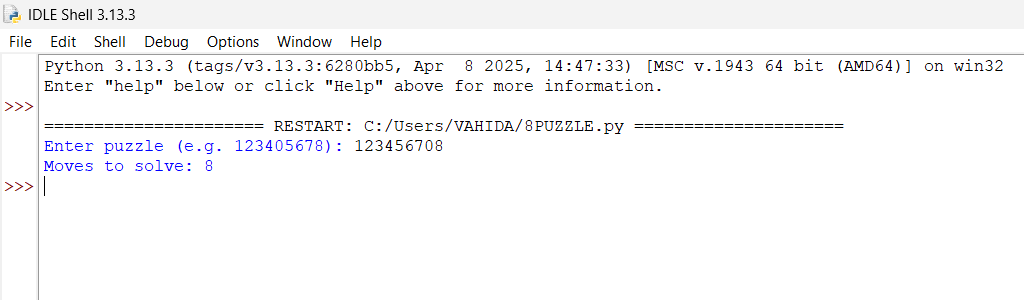 IDLE Shell 3.13.3
File Edit Shell Debug Options Window Help
Python 3.13.3 (tags/v3.13.3:6280bb5, Apr  8 2025, 14:47:33) [MSC v.1943 64 bit (AMD64)] on win32
Enter "help" below or click "Help" above for more information.
>>>
====================== RESTART: C:/Users/VAHIDA/8PUZZLE.py =====================
Enter puzzle (e.g. 123405678): 123456708
Moves to solve: 8
>>>